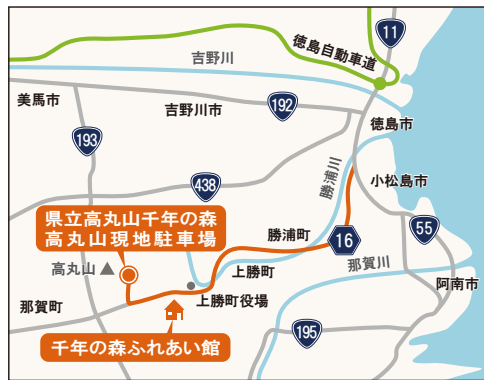 11
徳島自動車道
吉野川
美馬市
吉野川市
192
徳島市
193
勝浦川
小松島市
438
県立高丸山千年の森
高丸山現地駐車場
勝浦町
16
55
高丸山
上勝町
那賀川
阿南市
那賀町
上勝町役場
千年の森ふれあい館
195